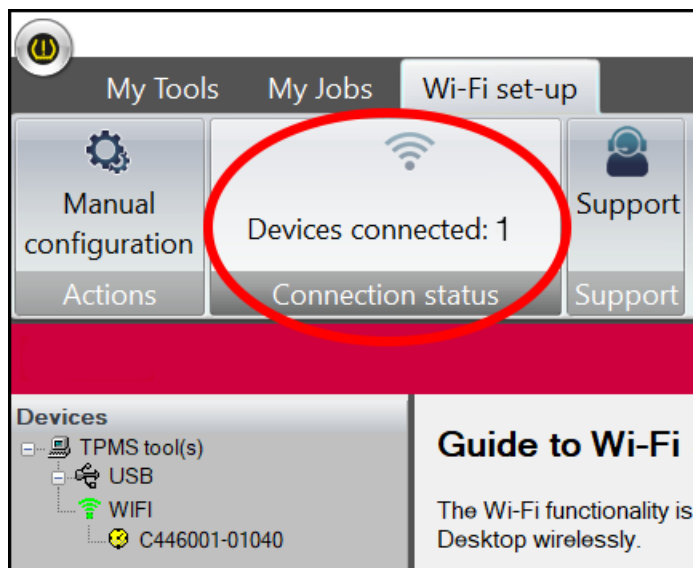 My Tools
My Jobs
Wi-Fi set-up
Manual
configuration
Actions
Devices connected: 1
Connection status
Support
Support
Devices
TPMS tool(s)
USB
WIFI
C446001-01040
Guide to Wi-Fi
The Wi-Fi functionality is
Desktop wirelessly.